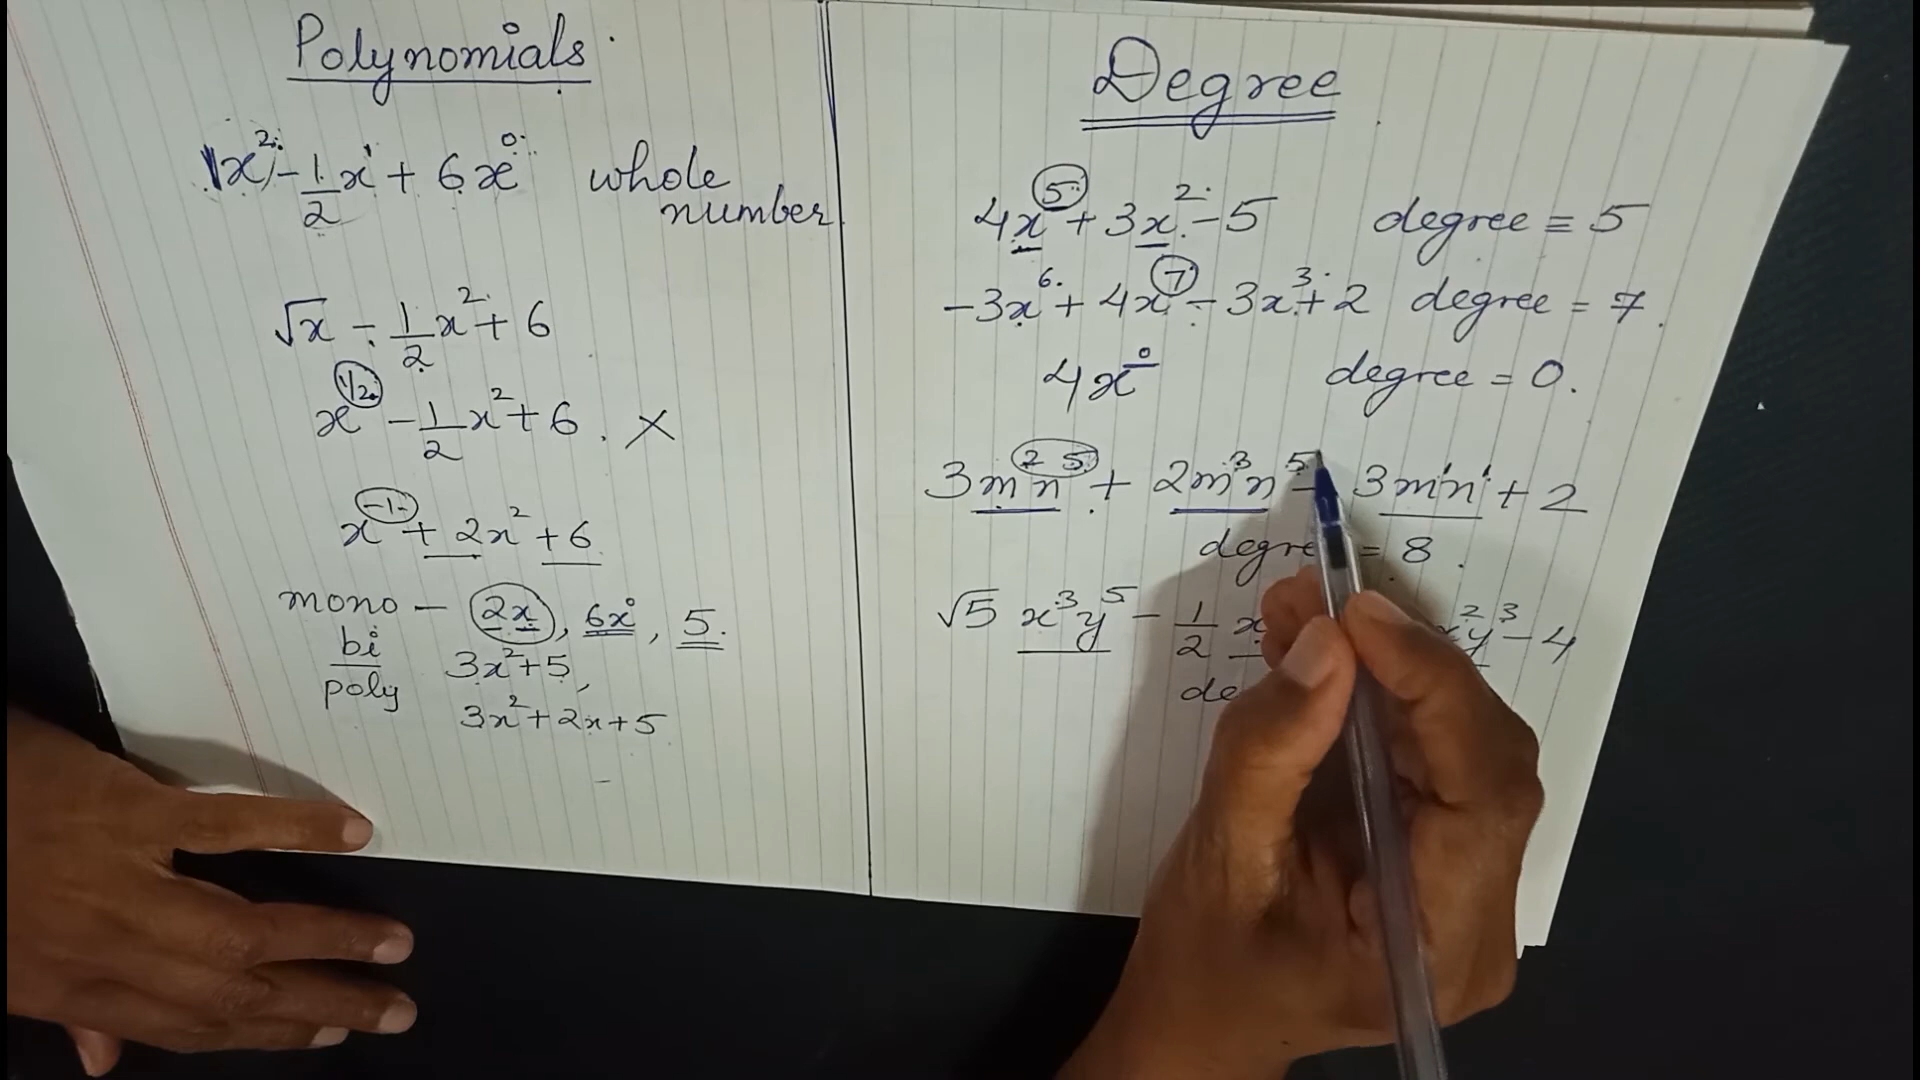 Polynomials
1x² - 1/2 x¹ + 6x⁰ whole number
√x - 1/2 x² + 6
x^1/2 - 1/2 x² + 6. ×
x⁻¹ + 2x² + 6
mono - 2x, 6x⁰, 5.
bi 3x² + 5,
poly
3x² + 2x + 5
Degree
4x⁵ + 3x² - 5 degree = 5
-3x⁶ + 4x⁷ - 3x³ + 2 degree = 7.
4x⁰ degree = 0.
3m²n⁵ + 2m³n⁵ - 3m¹n¹ + 2
= 8.
√5 x³y⁵ - 1/2 x y³ - 4